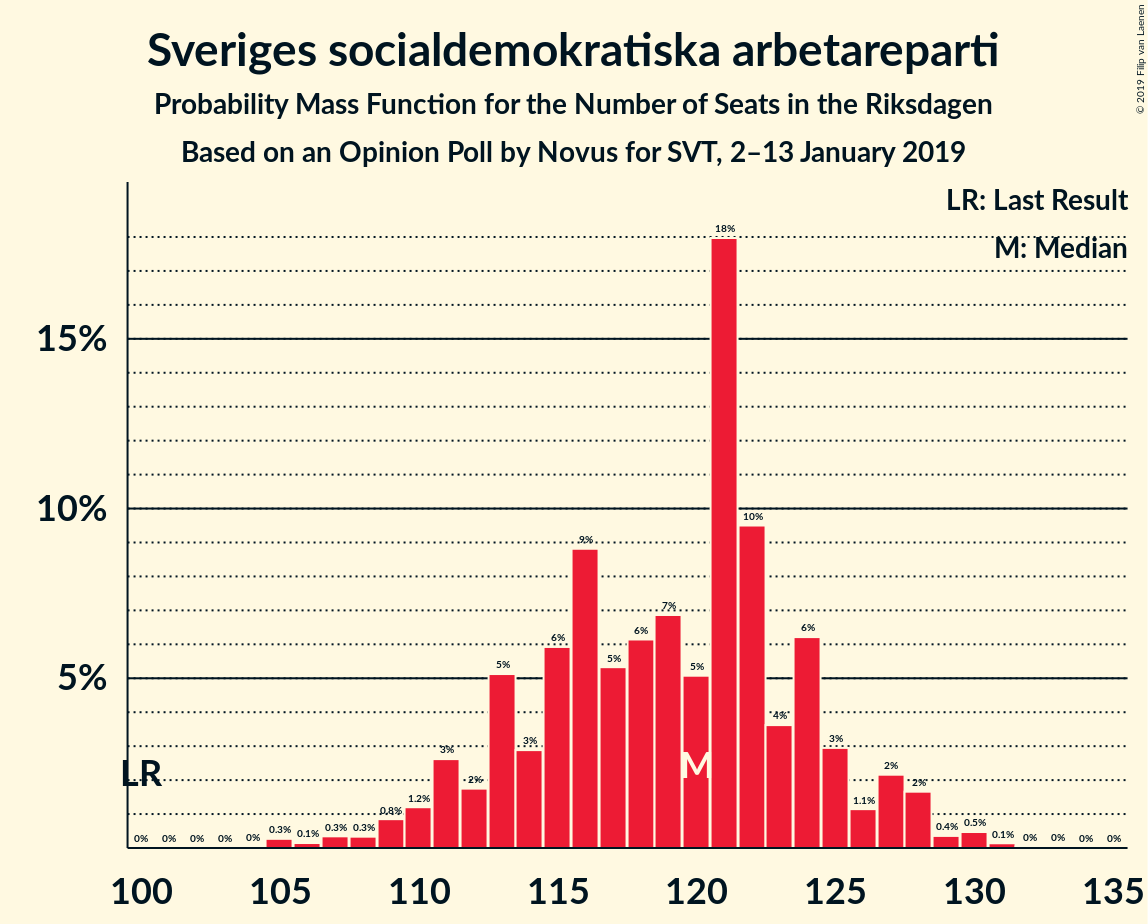 Sveriges socialdemokratiska arbetareparti
Probability Mass Function for the Number of Seats in the Riksdagen
Based on an Opinion Poll by Novus for SVT, 2–13 January 2019
© 2019 Filip van Laenen
LR: Last Result
M: Median
15%
10%
5%
LR
M
0% 0% 0% 0% 0% 0.3% 0.1% 0.3% 0.3% 0.8% 1.2% 3% 2% 5% 3% 6% 9% 5% 6% 7% 5% 18% 10% 4% 6% 3% 1.1% 2% 2% 0.4% 0.5% 0.1% 0% 0% 0% 0%
100 105 110 115 120 125 130 135